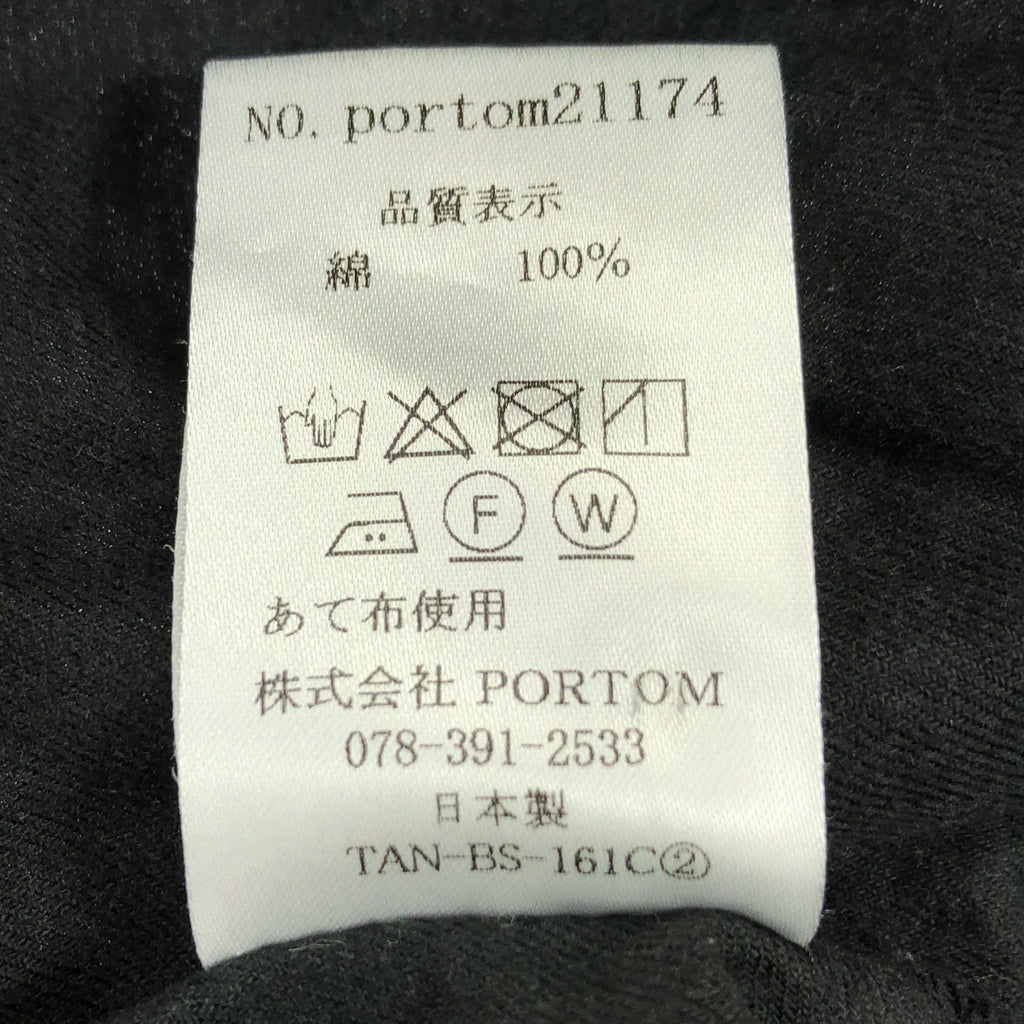 NO. portom21174
品質表示
綿 100%
F W
あて布使用
株式会社 PORTOM
078-391-2533
日本製
TAN-BS-161C②